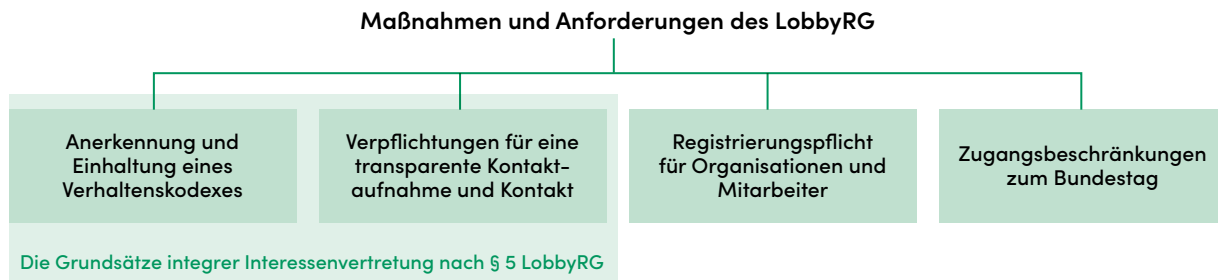 Maßnahmen und Anforderungen des LobbyRG
Anerkennung und
Einhaltung eines
Verhaltenskodexes
Verpflichtungen für eine
transparente Kontakt-
aufnahme und Kontakt
Registrierungspflicht
für Organisationen und
Mitarbeiter
Zugangsbeschränkungen
zum Bundestag
Die Grundsätze integrer Interessenvertretung nach § 5 LobbyRG